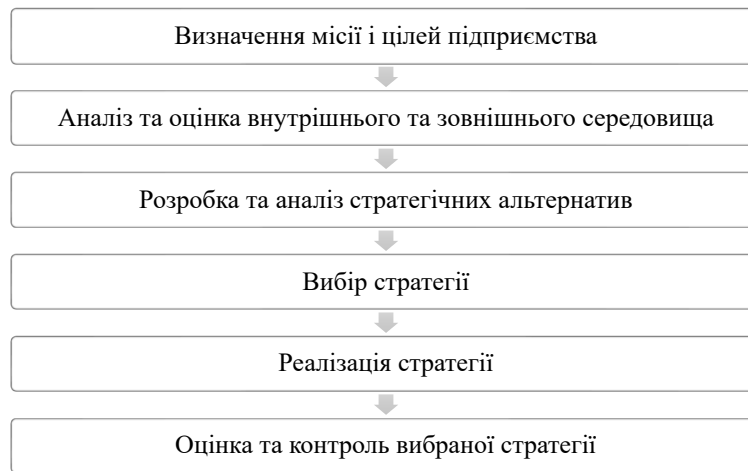 Визначення місії і цілей підприємства
Аналіз та оцінка внутрішнього та зовнішнього середовища
Розробка та аналіз стратегічних альтернатив
Вибір стратегії
Реалізація стратегії
Оцінка та контроль вибраної стратегії